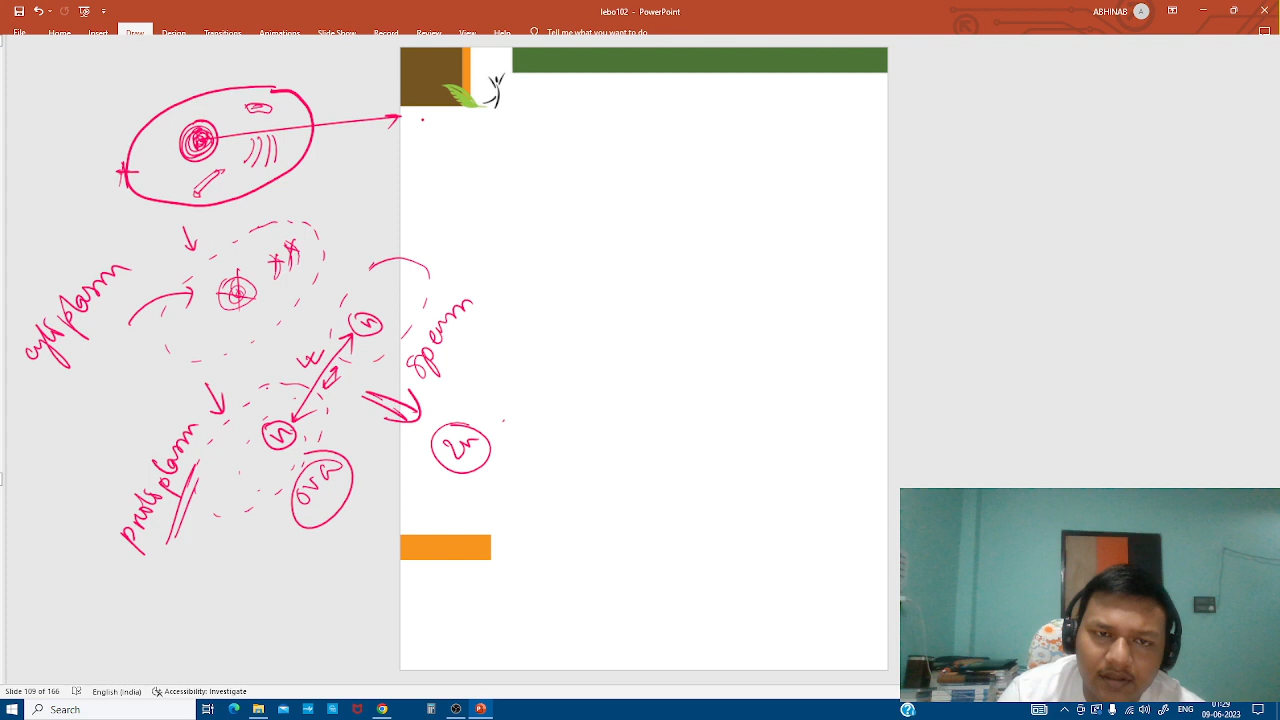 lebo102 - PowerPoint
ABHINAB
A
File Home Insert Draw Design Transitions Animations Slide Show Record Review View Help Tell me what you want to do
cytoplasm
n
sperm
n
2n
protoplasm
ova
Slide 109 of 166 English (India) Accessibility: Investigate
Search
ENG
01:29
09-06-2023